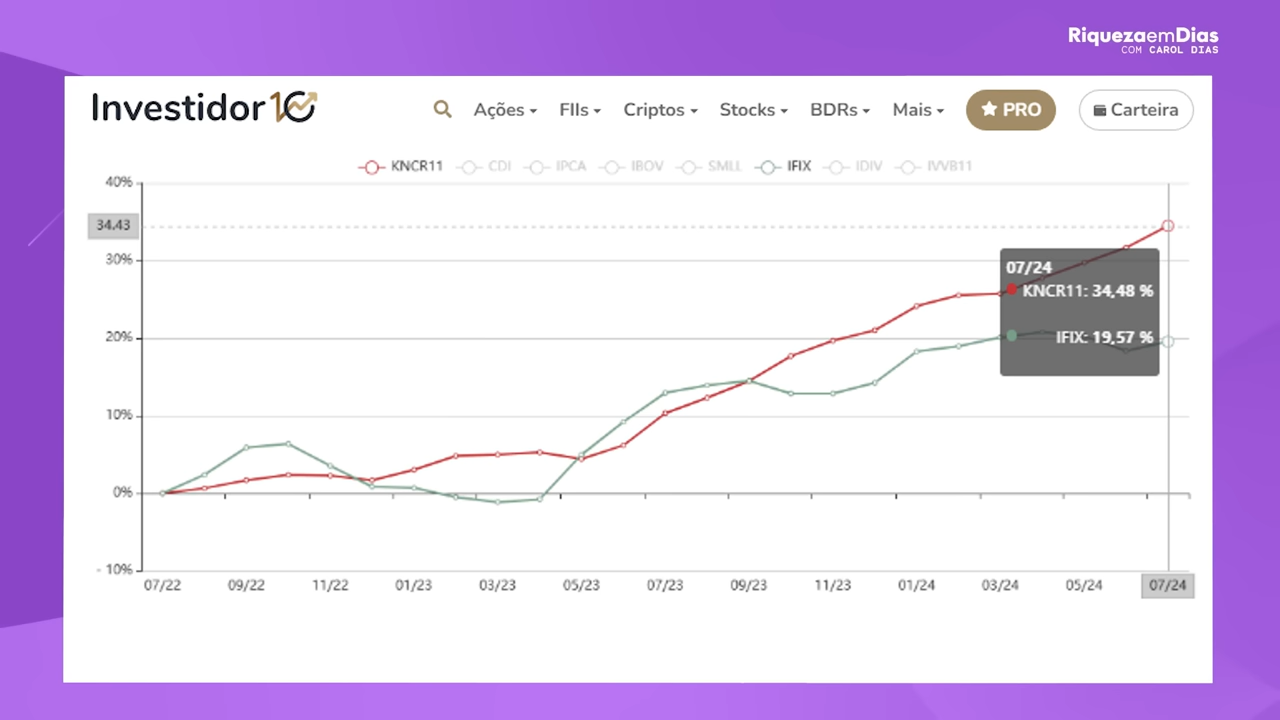 RiquezaemDias
COM CAROL DIAS
Investidor10
Ações
FIIs
Criptos
Stocks
BDRs
Mais
PRO
Carteira
KNCR11
CDI
IPCA
IBOV
SMLL
IFIX
IDIV
IVVB11
40%
34.43
30%
20%
10%
0%
- 10%
07/24
KNCR11: 34,48 %
IFIX: 19,57 %
07/22
09/22
11/22
01/23
03/23
05/23
07/23
09/23
11/23
01/24
03/24
05/24
07/24